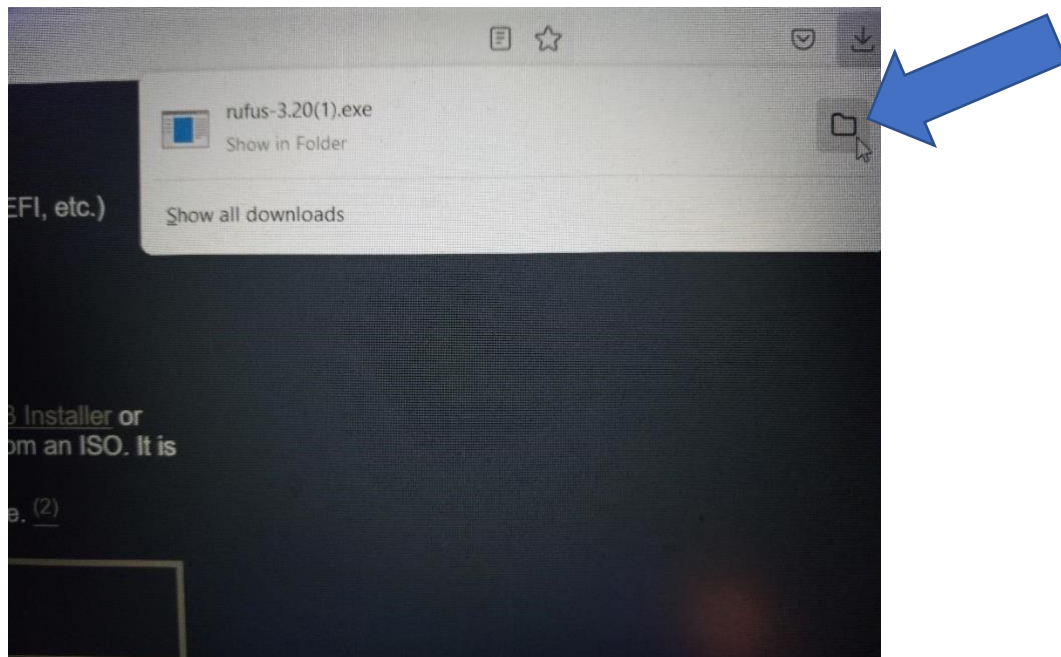 rufus-3.20(1).exe
Show in Folder
Show all downloads
EFI, etc.)
Installer or
an ISO. It is
(2)